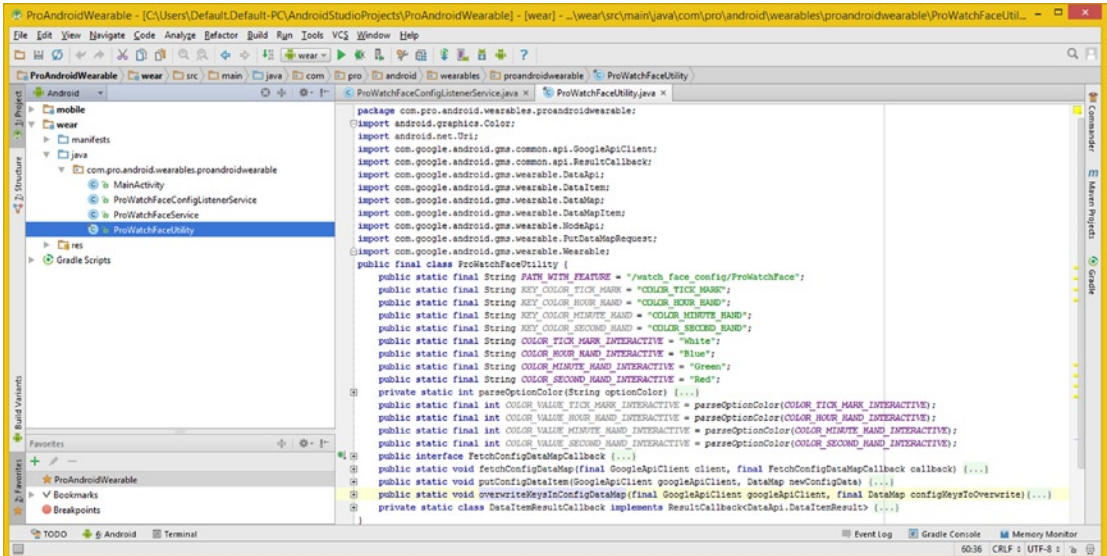 ProAndroidWearable - [C:\Users\Default.Default-PC\AndroidStudioProjects\ProAndroidWearable] - [wear] - ...\wear\src\main\java\com\pro\android\wearables\proandroidwearable\ProWatchFaceUtil...
File Edit View Navigate Code Analyze Refactor Build Run Tools VCS Window Help
wear
ProAndroidWearable wear src main java com pro android wearables proandroidwearable ProWatchFaceUtility
Android
ProWatchFaceConfigListenerService.java × ProWatchFaceUtility.java ×
1: Project
2: Structure
Build Variants
2: Favorites
mobile
wear
manifests
java
com.pro.android.wearables.proandroidwearable
MainActivity
ProWatchFaceConfigListenerService
ProWatchFaceService
ProWatchFaceUtility
res
Gradle Scripts
Favorites
ProAndroidWearable
Bookmarks
Breakpoints
package com.pro.android.wearables.proandroidwearable;
import android.graphics.Color;
import android.net.Uri;
import com.google.android.gms.common.api.GoogleApiClient;
import com.google.android.gms.common.api.ResultCallback;
import com.google.android.gms.wearable.DataApi;
import com.google.android.gms.wearable.DataItem;
import com.google.android.gms.wearable.DataMap;
import com.google.android.gms.wearable.DataMapItem;
import com.google.android.gms.wearable.NodeApi;
import com.google.android.gms.wearable.PutDataMapRequest;
import com.google.android.gms.wearable.Wearable;
public final class ProWatchFaceUtility {
public static final String PATH_WITH_FEATURE = "/watch_face_config/ProWatchFace";
public static final String KEY_COLOR_TICK_MARK = "COLOR_TICK_MARK";
public static final String KEY_COLOR_HOUR_HAND = "COLOR_HOUR_HAND";
public static final String KEY_COLOR_MINUTE_HAND = "COLOR_MINUTE_HAND";
public static final String KEY_COLOR_SECOND_HAND = "COLOR_SECOND_HAND";
public static final String COLOR_TICK_MARK_INTERACTIVE = "White";
public static final String COLOR_HOUR_HAND_INTERACTIVE = "Blue";
public static final String COLOR_MINUTE_HAND_INTERACTIVE = "Green";
public static final String COLOR_SECOND_HAND_INTERACTIVE = "Red";
private static int parseOptionColor(String optionColor) {...}
public static final int COLOR_VALUE_TICK_MARK_INTERACTIVE = parseOptionColor(COLOR_TICK_MARK_INTERACTIVE);
public static final int COLOR_VALUE_HOUR_HAND_INTERACTIVE = parseOptionColor(COLOR_HOUR_HAND_INTERACTIVE);
public static final int COLOR_VALUE_MINUTE_HAND_INTERACTIVE = parseOptionColor(COLOR_MINUTE_HAND_INTERACTIVE);
public static final int COLOR_VALUE_SECOND_HAND_INTERACTIVE = parseOptionColor(COLOR_SECOND_HAND_INTERACTIVE);
public interface FetchConfigDataMapCallback {...}
public static void fetchConfigDataMap(final GoogleApiClient client, final FetchConfigDataMapCallback callback) {...}
public static void putConfigDataItem(GoogleApiClient googleApiClient, DataMap newConfigData) {...}
public static void overwriteKeysInConfigDataMap(final GoogleApiClient googleApiClient, final DataMap configKeysToOverwrite){...}
private static class DataItemResultCallback implements ResultCallback<DataApi.DataItemResult> {...}
}
Commander
Maven Projects
Gradle
TODO 6: Android Terminal Event Log Gradle Console Memory Monitor
60:36 CRLF UTF-8